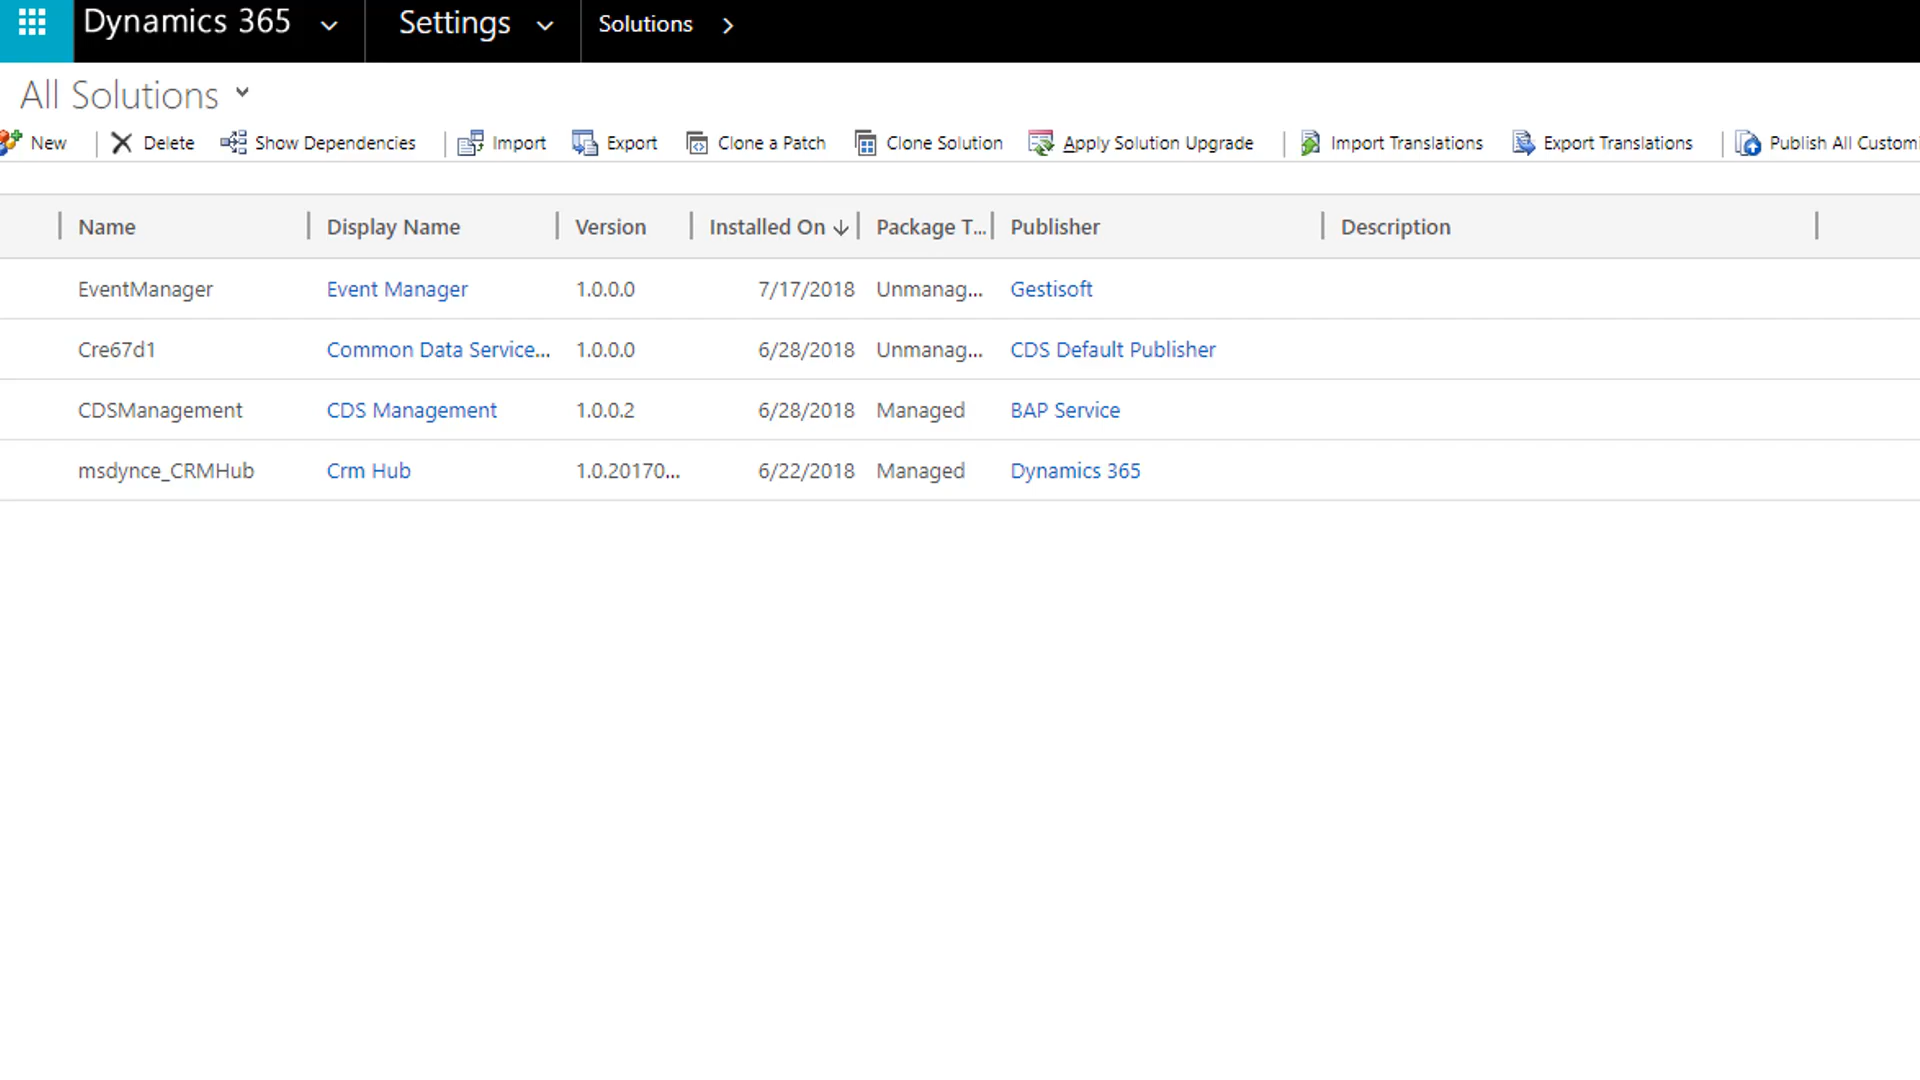 Dynamics 365 Settings Solutions
All Solutions
New Delete Show Dependencies Import Export Clone a Patch Clone Solution Apply Solution Upgrade Import Translations Export Translations Publish All Customi
Name Display Name Version Installed On Package T... Publisher Description
EventManager Event Manager 1.0.0.0 7/17/2018 Unmanag... Gestisoft
Cre67d1 Common Data Service... 1.0.0.0 6/28/2018 Unmanag... CDS Default Publisher
CDSManagement CDS Management 1.0.0.2 6/28/2018 Managed BAP Service
msdynce_CRMHub Crm Hub 1.0.20170... 6/22/2018 Managed Dynamics 365